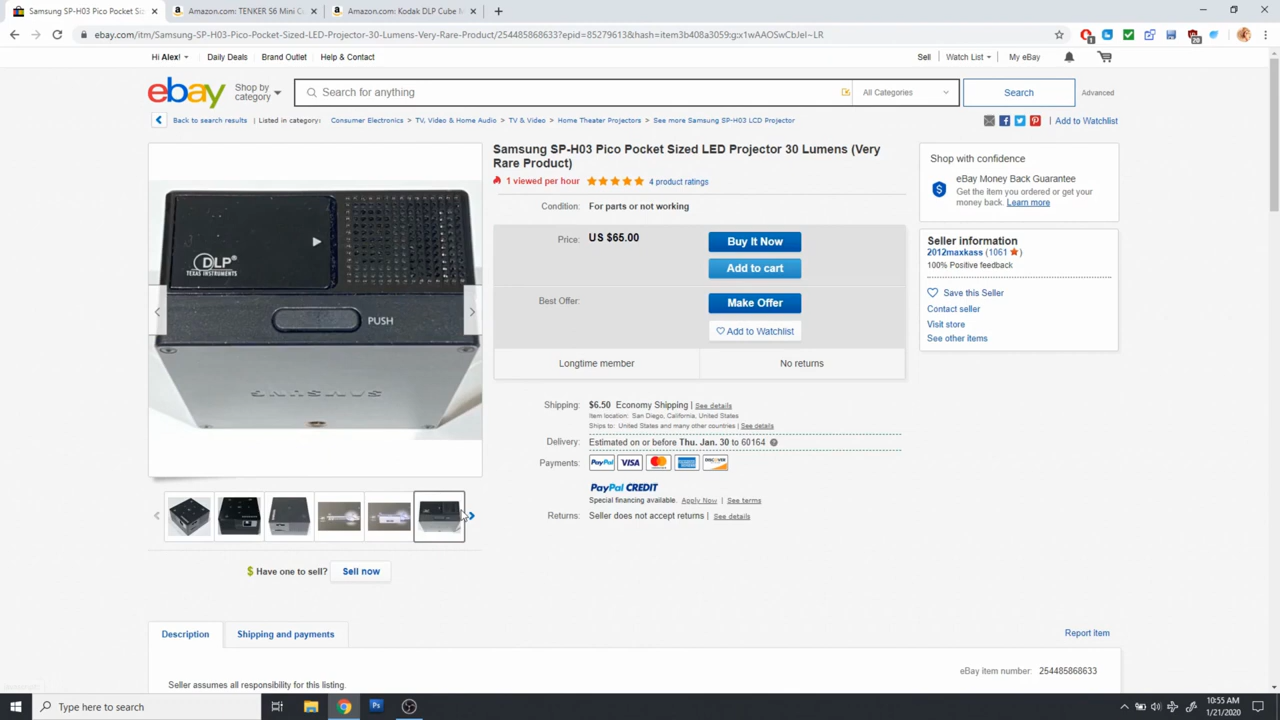 Samsung SP-H03 Pico Pocket Siz
Amazon.com: TENKER S6 Mini C
Amazon.com: Kodak DLP Cube M
ebay.com/itm/Samsung-SP-H03-Pico-Pocket-Sized-LED-Projector-30-Lumens-Very-Rare-Product/254485868633?epid=85279613&hash=item3b408a3059:g:x1wAAOSwCb/eI~LR
Hi Alex! Daily Deals Brand Outlet Help & Contact
Sell Watch List My eBay
ebay
Shop by category
Search for anything
All Categories
Search
Advanced
Back to search results | Listed in category: Consumer Electronics > TV, Video & Home Audio > TV & Video > Home Theater Projectors > See more Samsung SP-H03 LCD Projector
| Add to Watchlist
DLP®
TEXAS INSTRUMENTS
PUSH
SAMSUNG
Have one to sell? Sell now
Samsung SP-H03 Pico Pocket Sized LED Projector 30 Lumens (Very
Rare Product)
1 viewed per hour 4 product ratings
Condition: For parts or not working
Price: US $65.00
Buy It Now
Add to cart
Best Offer:
Make Offer
Add to Watchlist
Longtime member No returns
Shipping: $6.50 Economy Shipping | See details
Item location: San Diego, California, United States
Ships to: United States and many other countries | See details
Delivery: Estimated on or before Thu. Jan. 30 to 60164
Payments: PayPal VISA mastercard AMEX DISCOVER
PayPal CREDIT
Special financing available. Apply Now | See terms
Returns: Seller does not accept returns | See details
Shop with confidence
eBay Money Back Guarantee
Get the item you ordered or get your
money back. Learn more
Seller information
2012maxkass (1061 )
100% Positive feedback
Save this Seller
Contact seller
Visit store
See other items
Description Shipping and payments
Report item
eBay item number: 254485868633
Seller assumes all responsibility for this listing.
Type here to search
10:55 AM
1/21/2020